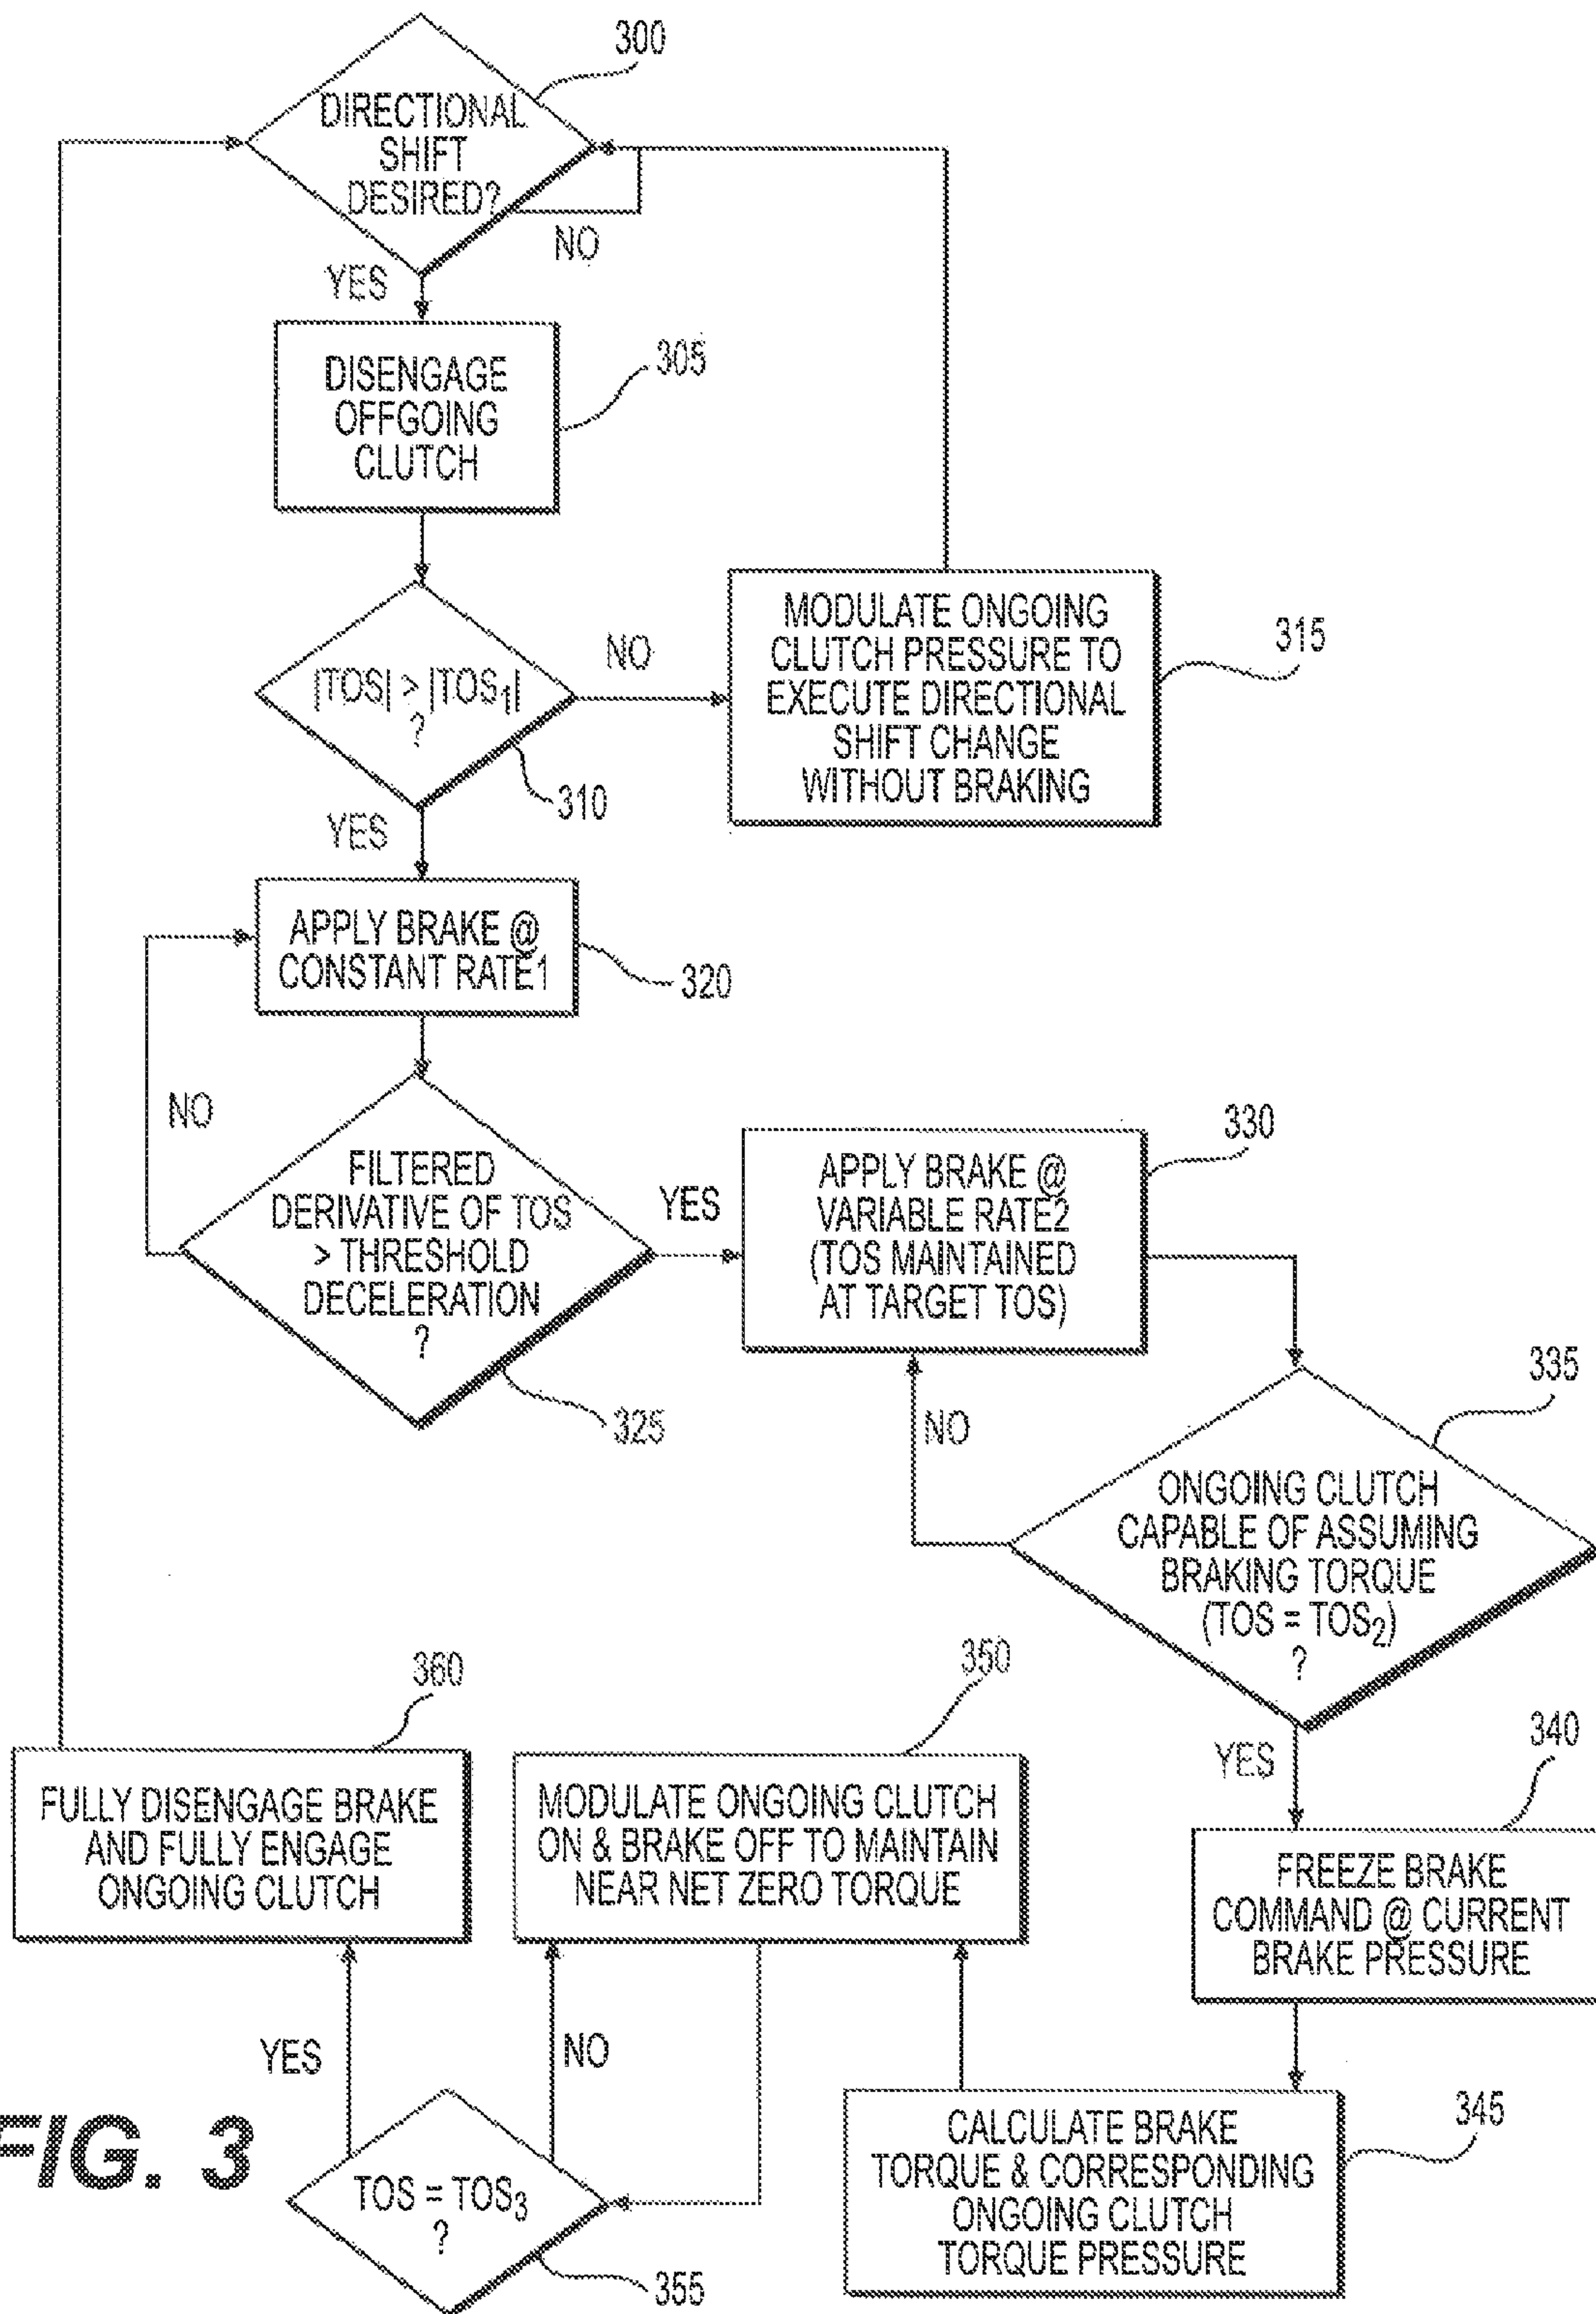 300
DIRECTIONAL
SHIFT
DESIRED?
NO
YES
DISENGAGE
OFFGOING
CLUTCH
305
|TOS| > |TOS₁|
?
310
NO
MODULATE ONGOING
CLUTCH PRESSURE TO
EXECUTE DIRECTIONAL
SHIFT CHANGE
WITHOUT BRAKING
315
YES
APPLY BRAKE @
CONSTANT RATE1
320
NO
FILTERED
DERIVATIVE OF TOS
> THRESHOLD
DECELERATION
?
325
YES
APPLY BRAKE @
VARIABLE RATE2
(TOS MAINTAINED
AT TARGET TOS)
330
NO
335
ONGOING CLUTCH
CAPABLE OF ASSUMING
BRAKING TORQUE
(TOS = TOS₂)
?
YES
340
FREEZE BRAKE
COMMAND @ CURRENT
BRAKE PRESSURE
CALCULATE BRAKE
TORQUE & CORRESPONDING
ONGOING CLUTCH
TORQUE PRESSURE
345
350
MODULATE ONGOING CLUTCH
ON & BRAKE OFF TO MAINTAIN
NEAR NET ZERO TORQUE
NO
TOS = TOS₃
?
355
YES
360
FULLY DISENGAGE BRAKE
AND FULLY ENGAGE
ONGOING CLUTCH
FIG. 3